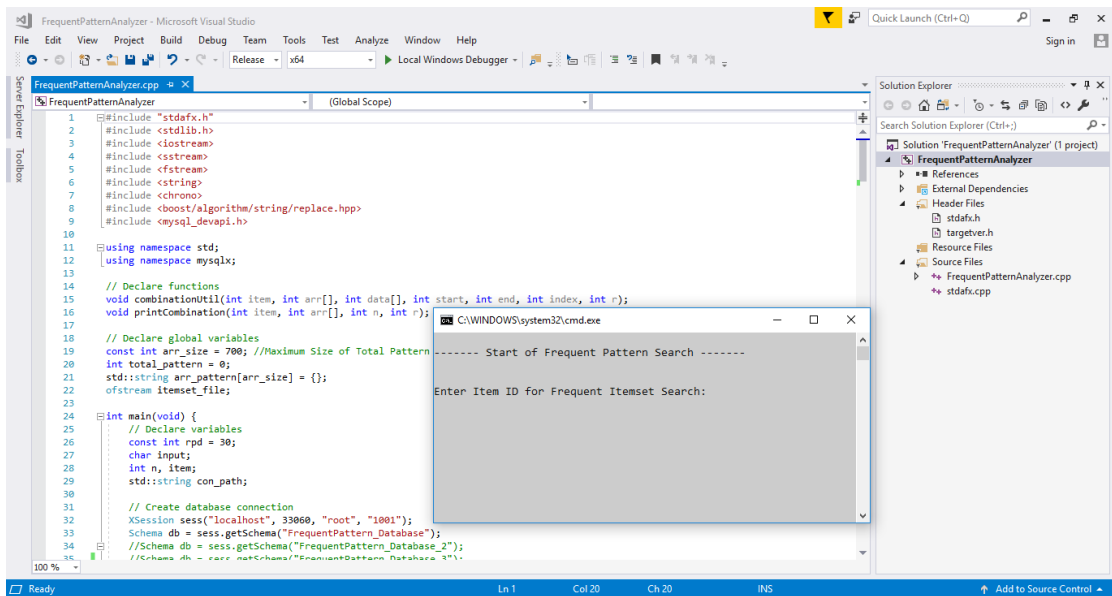 FrequentPatternAnalyzer - Microsoft Visual Studio
Quick Launch (Ctrl+Q)
File Edit View Project Build Debug Team Tools Test Analyze Window Help
Sign in
Release x64 Local Windows Debugger
Server Explorer
Toolbox
FrequentPatternAnalyzer.cpp
FrequentPatternAnalyzer (Global Scope)
1 #include "stdafx.h"
2 #include <stdlib.h>
3 #include <iostream>
4 #include <sstream>
5 #include <fstream>
6 #include <string>
7 #include <chrono>
8 #include <boost/algorithm/string/replace.hpp>
9 #include <mysql_devapi.h>
10
11 using namespace std;
12 using namespace mysqlx;
13
14 // Declare functions
15 void combinationUtil(int item, int arr[], int data[], int start, int end, int index, int r);
16 void printCombination(int item, int arr[], int n, int r);
17
18 // Declare global variables
19 const int arr_size = 700; //Maximum Size of Total Pattern
20 int total_pattern = 0;
21 std::string arr_pattern[arr_size] = {};
22 ofstream itemset_file;
23
24 int main(void) {
25 // Declare variables
26 const int rpd = 30;
27 char input;
28 int n, item;
29 std::string con_path;
30
31 // Create database connection
32 XSession sess("localhost", 33060, "root", "1001");
33 Schema db = sess.getSchema("FrequentPattern_Database");
34 //Schema db = sess.getSchema("FrequentPattern_Database_2");
35 //Schema db = sess.getSchema("FrequentPattern_Database_3");
100 %
C:\WINDOWS\system32\cmd.exe
------- Start of Frequent Pattern Search -------
Enter Item ID for Frequent Itemset Search:
Solution Explorer
Search Solution Explorer (Ctrl+;)
Solution 'FrequentPatternAnalyzer' (1 project)
FrequentPatternAnalyzer
References
External Dependencies
Header Files
stdafx.h
targetver.h
Resource Files
Source Files
FrequentPatternAnalyzer.cpp
stdafx.cpp
Ready Ln 1 Col 20 Ch 20 INS Add to Source Control